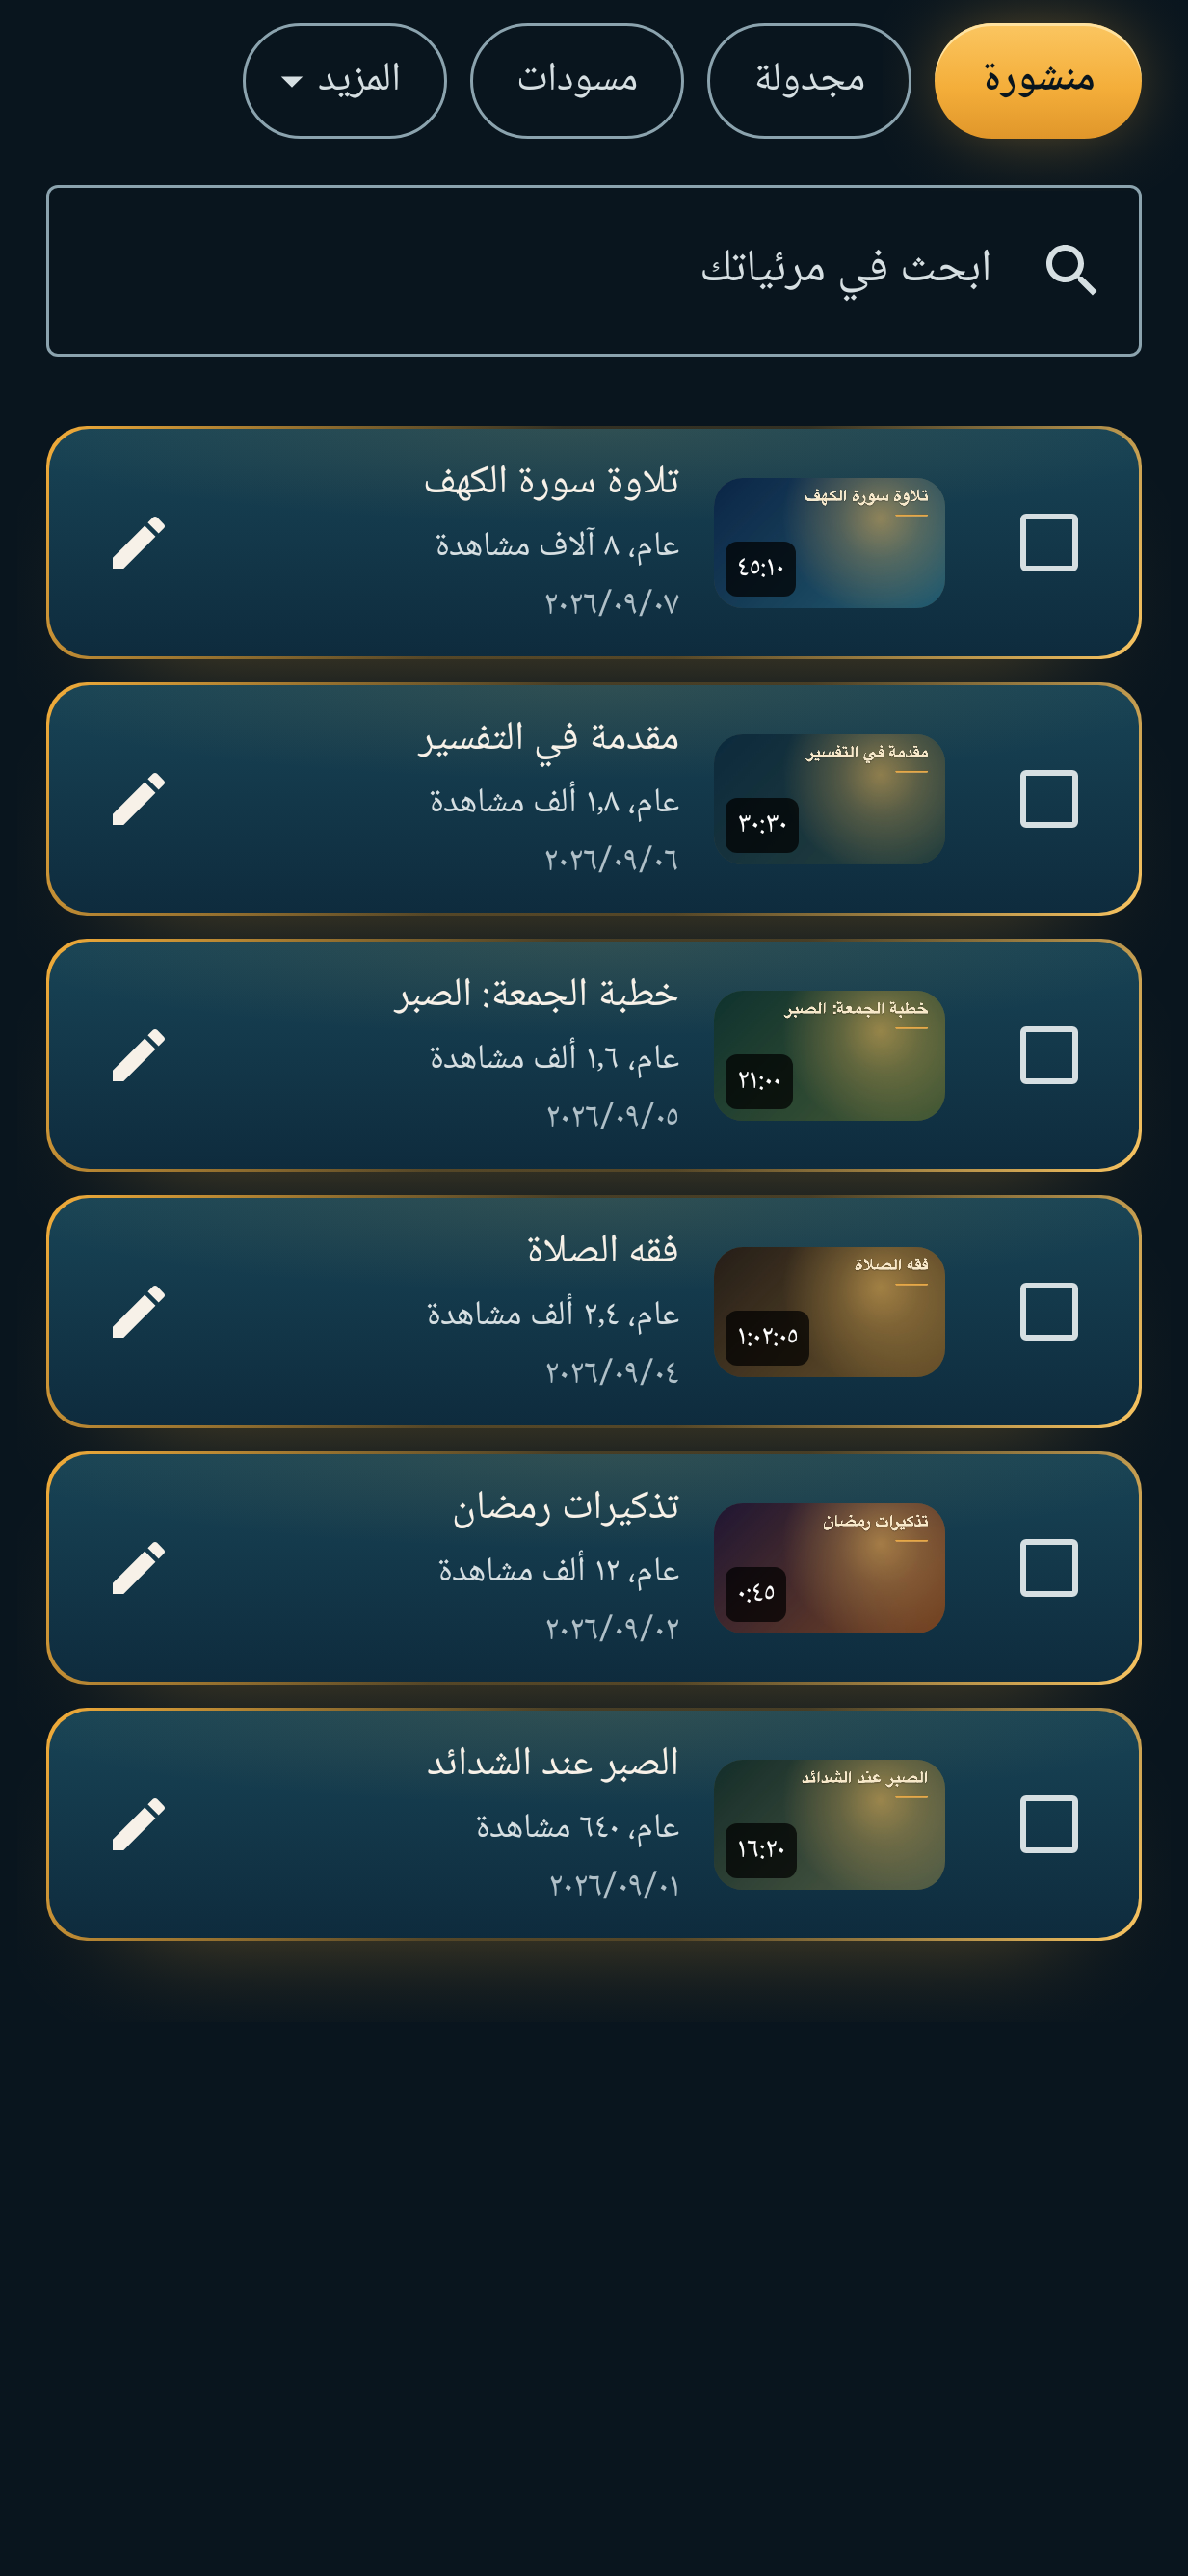 منشورة
مجدولة
مسودات
المزيد
ابحث في مرئياتك
تلاوة سورة الكهف
٤٥:١٠
تلاوة سورة الكهف
عام، ٨ آلاف مشاهدة
٢٠٢٦/٠٩/٠٧
مقدمة في التفسير
٣٠:٣٠
مقدمة في التفسير
عام، ١٫٨ ألف مشاهدة
٢٠٢٦/٠٩/٠٦
خطبة الجمعة: الصبر
٢١:٠٠
خطبة الجمعة: الصبر
عام، ١٫٦ ألف مشاهدة
٢٠٢٦/٠٩/٠٥
فقه الصلاة
١:٠٢:٠٥
فقه الصلاة
عام، ٢٫٤ ألف مشاهدة
٢٠٢٦/٠٩/٠٤
تذكيرات رمضان
٠:٤٥
تذكيرات رمضان
عام، ١٢ ألف مشاهدة
٢٠٢٦/٠٩/٠٢
الصبر عند الشدائد
١٦:٢٠
الصبر عند الشدائد
عام، ٦٤٠ مشاهدة
٢٠٢٦/٠٩/٠١